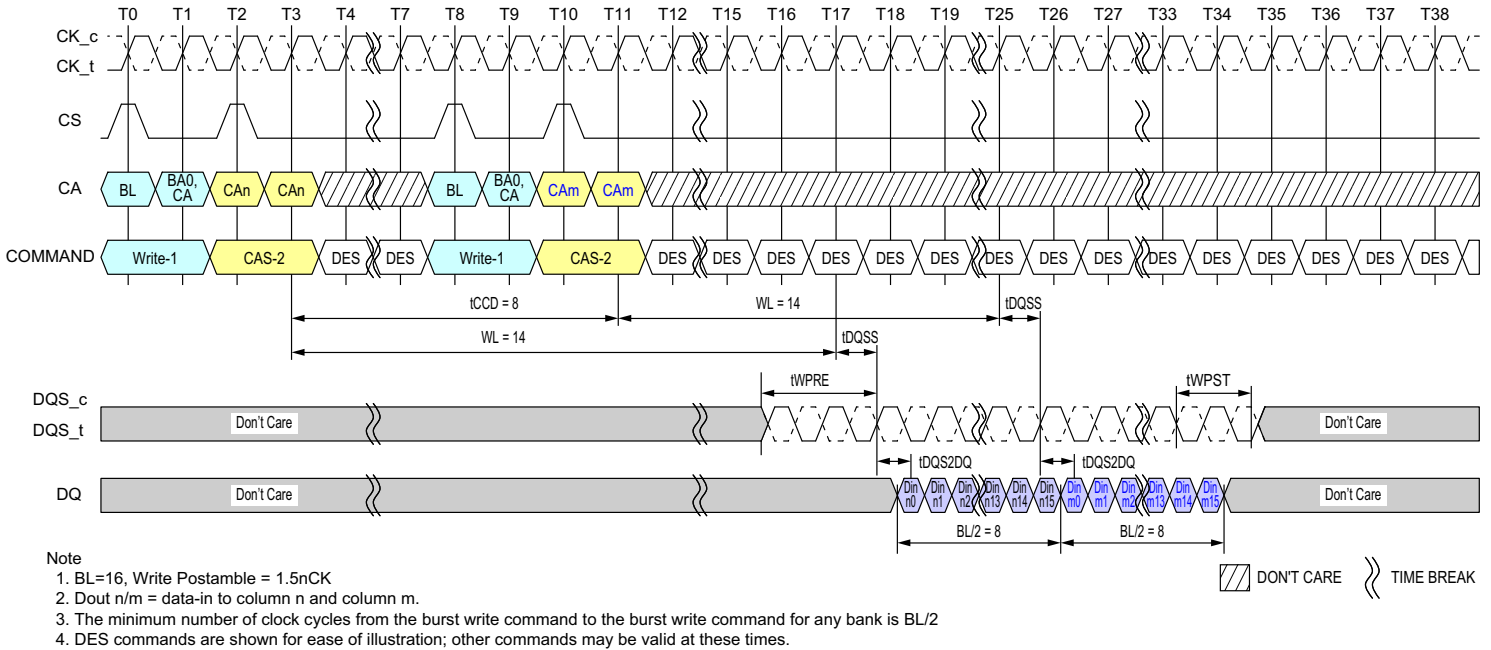 T0 T1 T2 T3 T4 T7 T8 T9 T10 T11 T12 T15 T16 T17 T18 T19 T25 T26 T27 T33 T34 T35 T36 T37 T38
CK_c
CK_t
CS
CA BL BA0, CA CAn CAn BL BA0, CA CAm CAm
COMMAND Write-1 CAS-2 DES DES Write-1 CAS-2 DES DES DES DES DES DES DES DES DES DES DES DES DES DES DES
tCCD = 8 WL = 14 tDQSS
WL = 14 tDQSS
tWPRE tWPST
DQS_c
DQS_t Don't Care Don't Care
tDQS2DQ tDQS2DQ
DQ Don't Care Din n0 Din n1 Din n2 Din n13 Din n14 Din n15 Din m0 Din m1 Din m2 Din m13 Din m14 Din m15 Don't Care
BL/2 = 8 BL/2 = 8
Note
1. BL=16, Write Postamble = 1.5nCK
2. Dout n/m = data-in to column n and column m.
3. The minimum number of clock cycles from the burst write command to the burst write command for any bank is BL/2
4. DES commands are shown for ease of illustration; other commands may be valid at these times.
DON'T CARE TIME BREAK